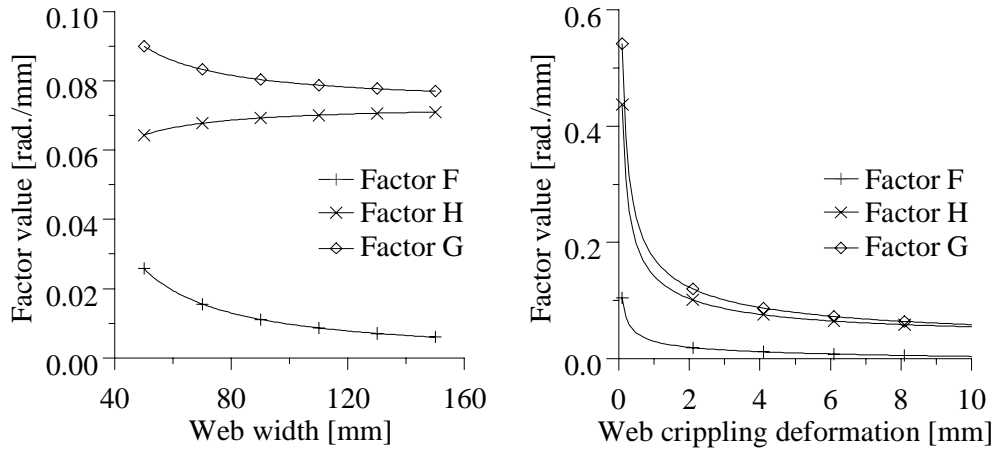 Factor value [rad./mm]
0.10
0.08
0.06
0.04
0.02
0.00
40
80
120
160
Web width [mm]
Factor F
Factor H
Factor G
Factor value [rad./mm]
0.6
0.4
0.2
0.0
0
2
4
6
8
10
Web crippling deformation [mm]
Factor F
Factor H
Factor G